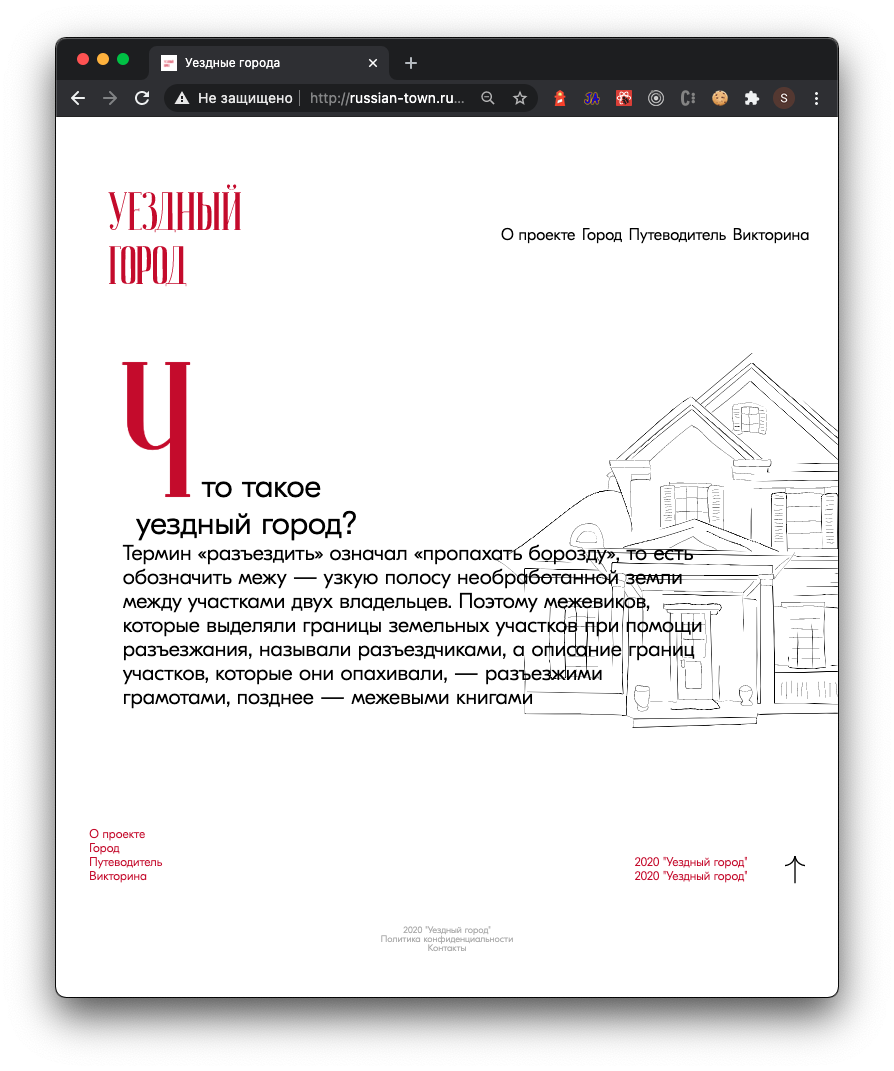 Уездные города
Не защищено
http://russian-town.ru...
S
УЕЗДНЫЙ
ГОРОД
О проекте Город Путеводитель Викторина
Что такое
уездный город?
Термин «разъездить» означал «пропахать борозду», то есть
обозначить межу — узкую полосу необработанной земли
между участками двух владельцев. Поэтому межевиков,
которые выделяли границы земельных участков при помощи
разъезжания, называли разъездчиками, а описание границ
участков, которые они опахивали, — разъезжими
грамотами, позднее — межевыми книгами
О проекте
Город
Путеводитель
Викторина
2020 "Уездный город"
2020 "Уездный город"
2020 "Уездный город"
Политика конфиденциальности
Контакты